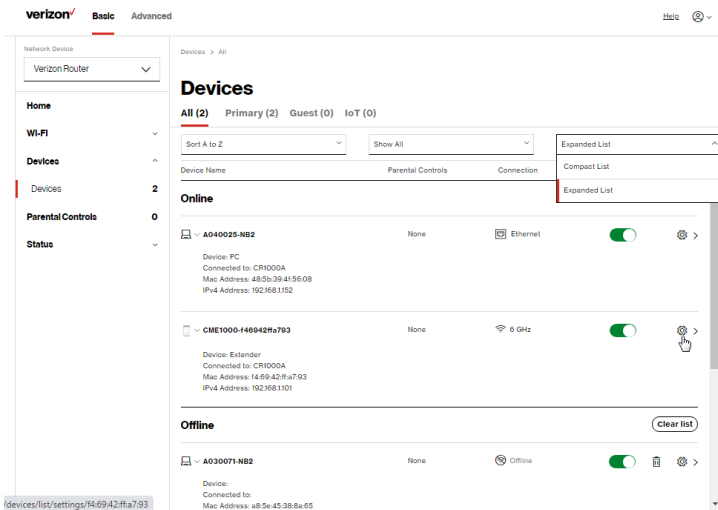 verizon✓ Basic Advanced Help
Network Device
Verizon Router
Home
Wi-Fi
Devices
Devices 2
Parental Controls 0
Status
Devices > All
Devices
All (2) Primary (2) Guest (0) IoT (0)
Sort A to Z Show All Expanded List
Compact List
Expanded List
Device Name Parental Controls Connection
Online
A040025-NB2 None Ethernet
Device: PC
Connected to: CR1000A
Mac Address: 48:5b:39:4f:56:08
IPv4 Address: 192.168.1.152
CME1000-f46942ffa793 None 6 GHz
Device: Extender
Connected to: CR1000A
Mac Address: f4:69:42:ff:a7:93
IPv4 Address: 192.168.1.101
Offline Clear list
A030071-NB2 None Offline
Device:
Connected to:
Mac Address: a8:5e:45:38:8a:65
/devices/list/settings/f4:69:42:ff:a7:93